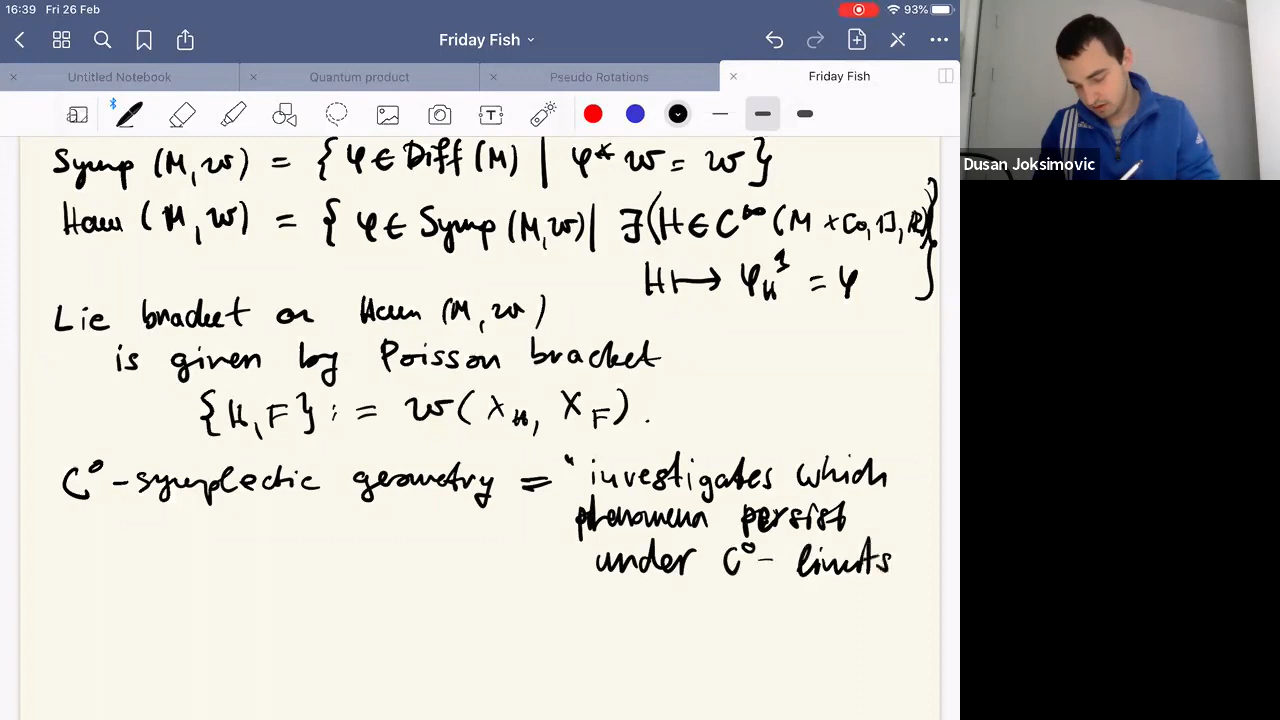 16:39 Fri 26 Feb 93%
Friday Fish
Untitled Notebook Quantum product Pseudo Rotations Friday Fish
Symp (M, ω) = { φ ∈ Diff (M) | φ* ω = ω }
Ham (M, ω) = { φ ∈ Symp (M, ω) | ∃ (H ∈ C^∞ (M × [0,1], ℝ)
H ⟼ φ_H^1 = φ }
Lie bracket on Ham (M, ω)
is given by Poisson bracket
{H, F} := ω( X_H, X_F) .
C⁰ - symplectic geometry = " investigates which
phenomena persist
under C⁰ - limits
Dusan Joksimovic